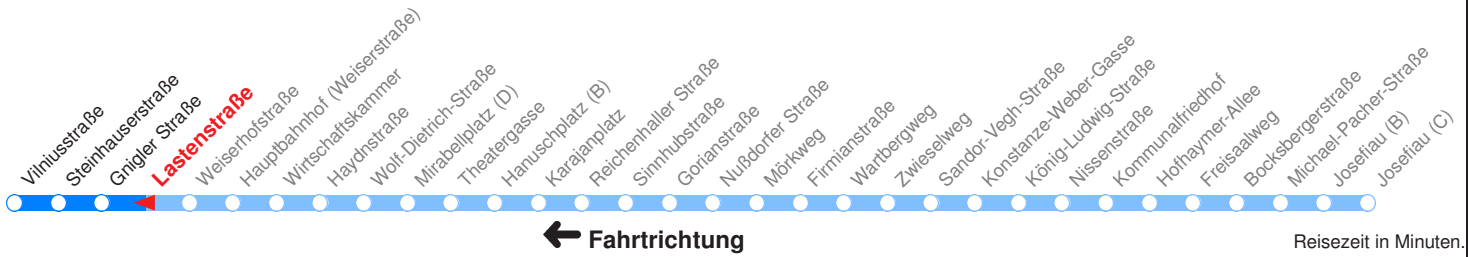 Vilniusstraße
Steinhauserstraße
Gnigler Straße
Lastenstraße
Weiserhofstraße
Hauptbahnhof (Weiserstraße)
Wirtschaftskammer
Haydnstraße
Wolf-Dietrich-Straße
Mirabellplatz (D)
Theatergasse
Hanuschplatz (B)
Karajanplatz
Reichenhaller Straße
Sinnhubstraße
Gorianstraße
Nußdorfer Straße
Mörkweg
Firmianstraße
Wartbergweg
Zwieselweg
Sandor-Vegh-Straße
Konstanze-Weber-Gasse
König-Ludwig-Straße
Nissenstraße
Kommunalfriedhof
Hofhaymer-Allee
Freisaalweg
Bocksbergerstraße
Michael-Pacher-Straße
Josefiau (B)
Josefiau (C)
Fahrtrichtung
Reisezeit in Minuten.